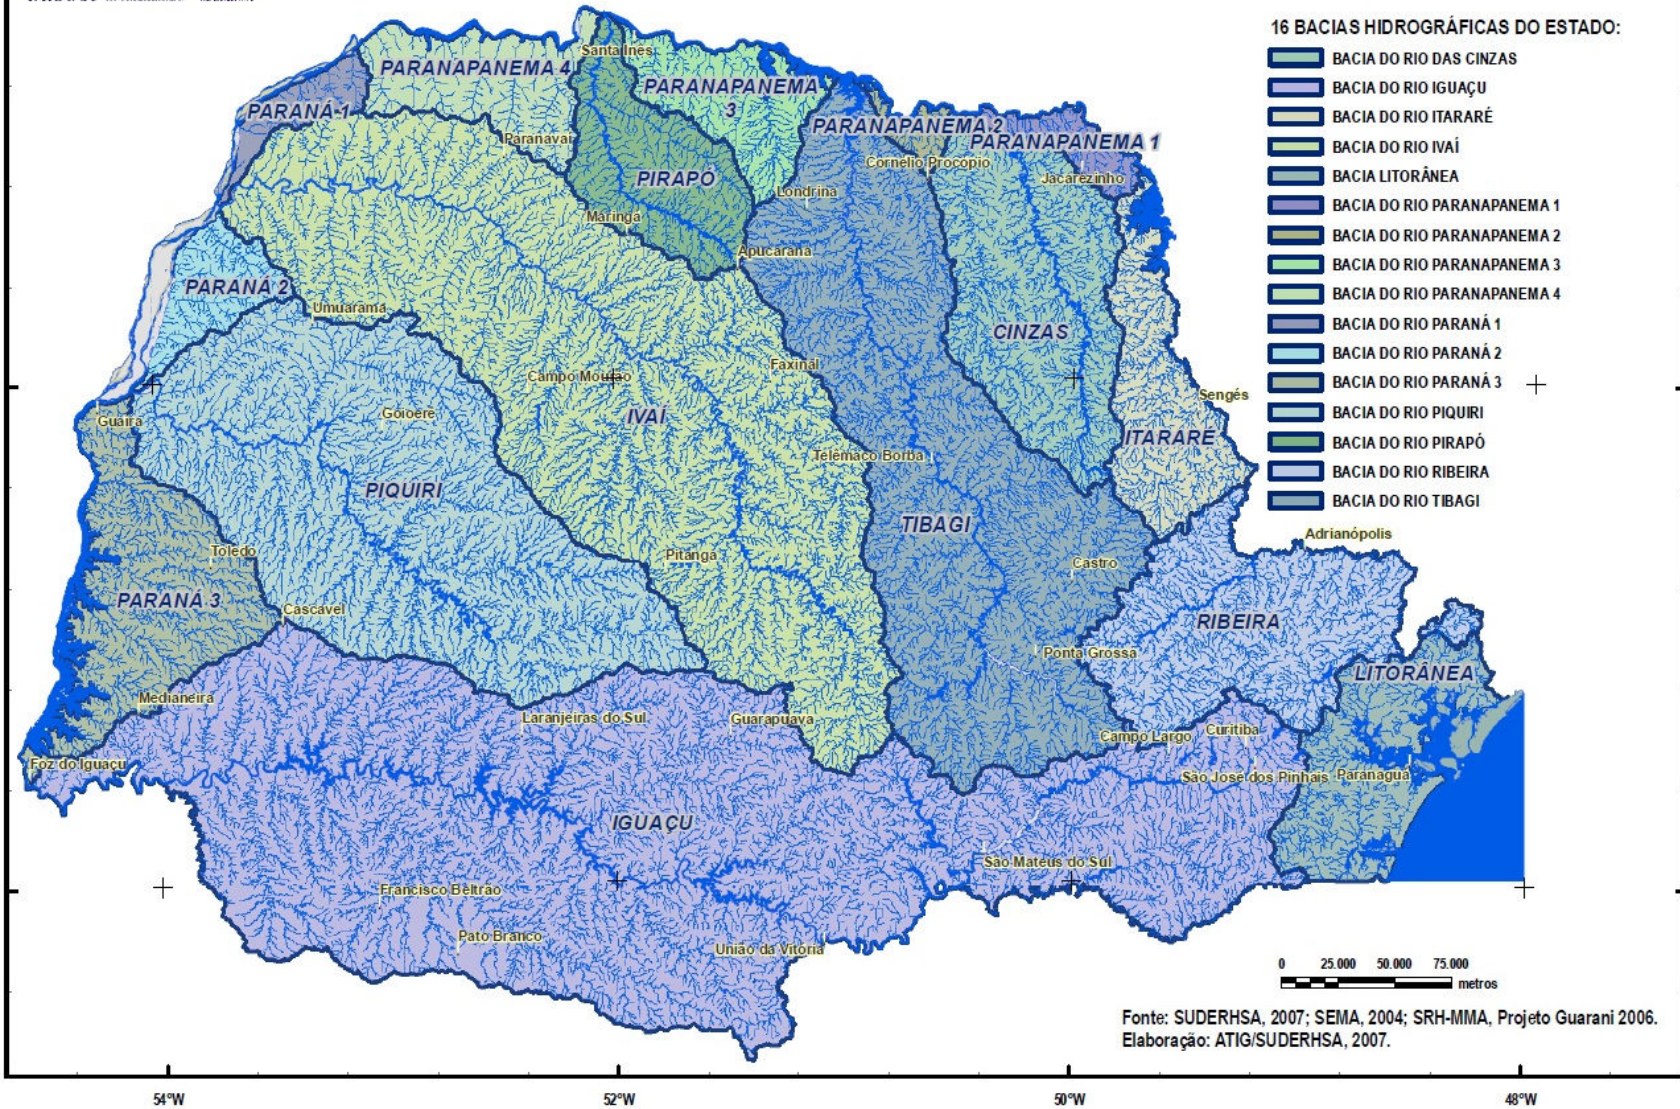 16 BACIAS HIDROGRÁFICAS DO ESTADO:
BACIA DO RIO DAS CINZAS
BACIA DO RIO IGUAÇU
BACIA DO RIO ITARARÉ
BACIA DO RIO IVAÍ
BACIA LITORÂNEA
BACIA DO RIO PARANAPANEMA 1
BACIA DO RIO PARANAPANEMA 2
BACIA DO RIO PARANAPANEMA 3
BACIA DO RIO PARANAPANEMA 4
BACIA DO RIO PARANÁ 1
BACIA DO RIO PARANÁ 2
BACIA DO RIO PARANÁ 3
BACIA DO RIO PIQUIRI
BACIA DO RIO PIRAPÓ
BACIA DO RIO RIBEIRA
BACIA DO RIO TIBAGI
Santa Ines
PARANAPANEMA 4
PARANAPANEMA
3
PARANÁ 1
PARANAPANEMA 2
PARANAPANEMA 1
Paranavaí
Cornélio Procópio
PIRAPÓ
Jacarezinho
Londrina
Maringá
Apucarana
PARANÁ 2
Umuarama
CINZAS
Faxinal
Campo Mourão
Sengés
Goioerê
IVAÍ
Guaíra
ITARARÉ
Telêmaco Borba
PIQUIRI
TIBAGI
Adrianópolis
Toledo
Pitanga
Castro
PARANÁ 3
Cascavel
RIBEIRA
Ponta Grossa
LITORÂNEA
Medianeira
Laranjeiras do Sul
Guarapuava
Curitiba
Campo Largo
Foz do Iguaçu
São José dos Pinhais
Paranaguá
IGUAÇU
São Mateus do Sul
Francisco Beltrão
Pato Branco
União da Vitória
0 25.000 50.000 75.000
metros
Fonte: SUDERHSA, 2007; SEMA, 2004; SRH-MMA, Projeto Guarani 2006.
Elaboração: ATIG/SUDERHSA, 2007.
54°W 52°W 50°W 48°W